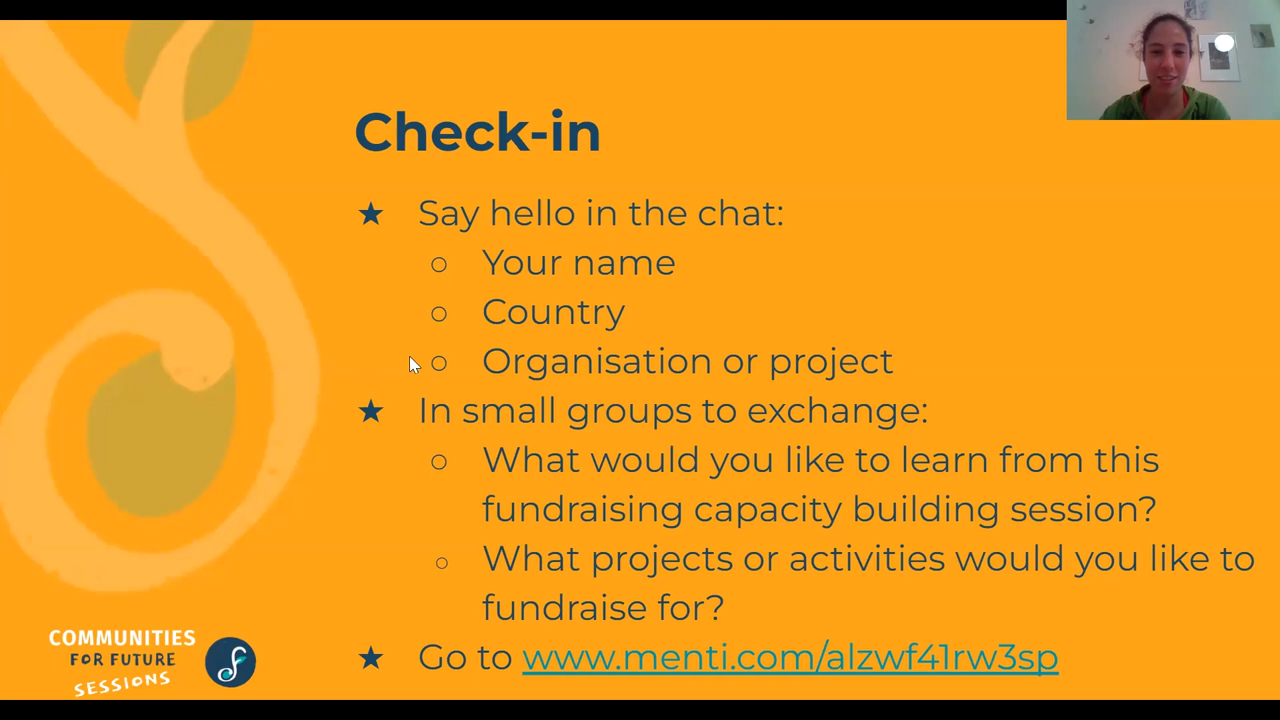 Check-in
★ Say hello in the chat:
○ Your name
○ Country
○ Organisation or project
★ In small groups to exchange:
○ What would you like to learn from this
fundraising capacity building session?
○ What projects or activities would you like to
fundraise for?
★ Go to www.menti.com/alzwf41rw3sp
COMMUNITIES
FOR FUTURE
SESSIONS